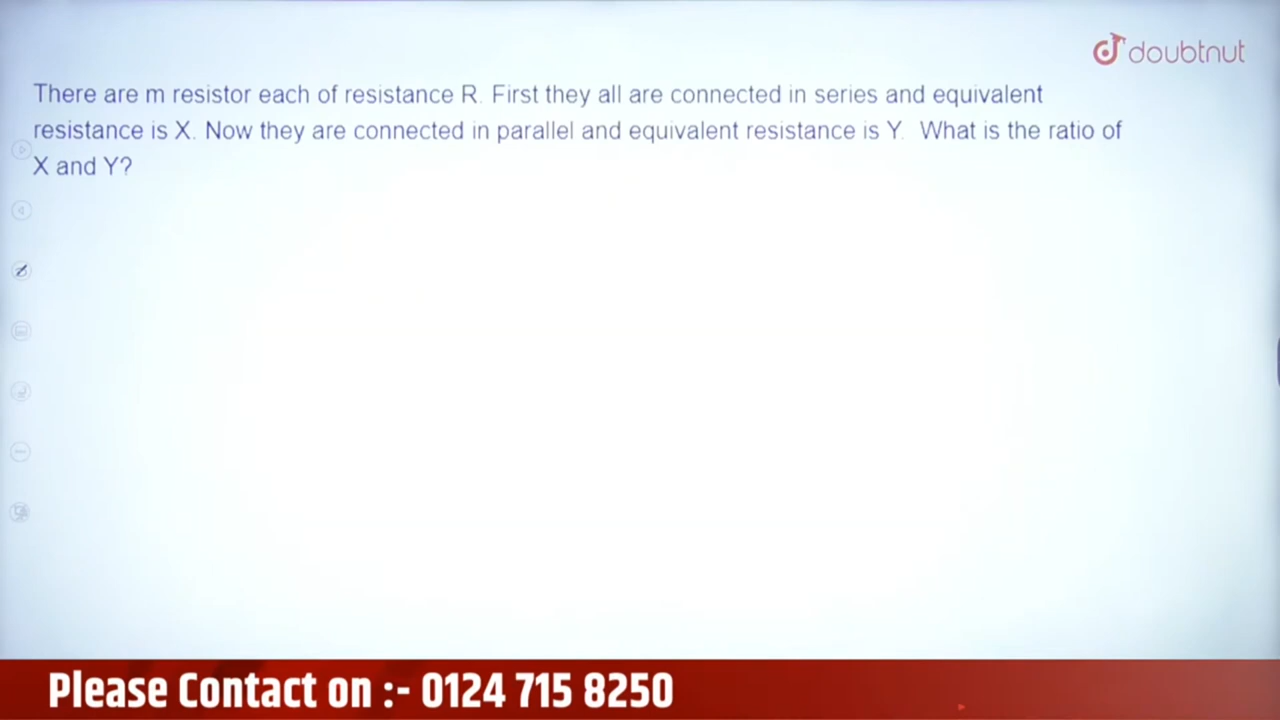 doubtnut
There are m resistor each of resistance R. First they all are connected in series and equivalent
resistance is X. Now they are connected in parallel and equivalent resistance is Y. What is the ratio of
X and Y?
Please Contact on :- 0124 715 8250